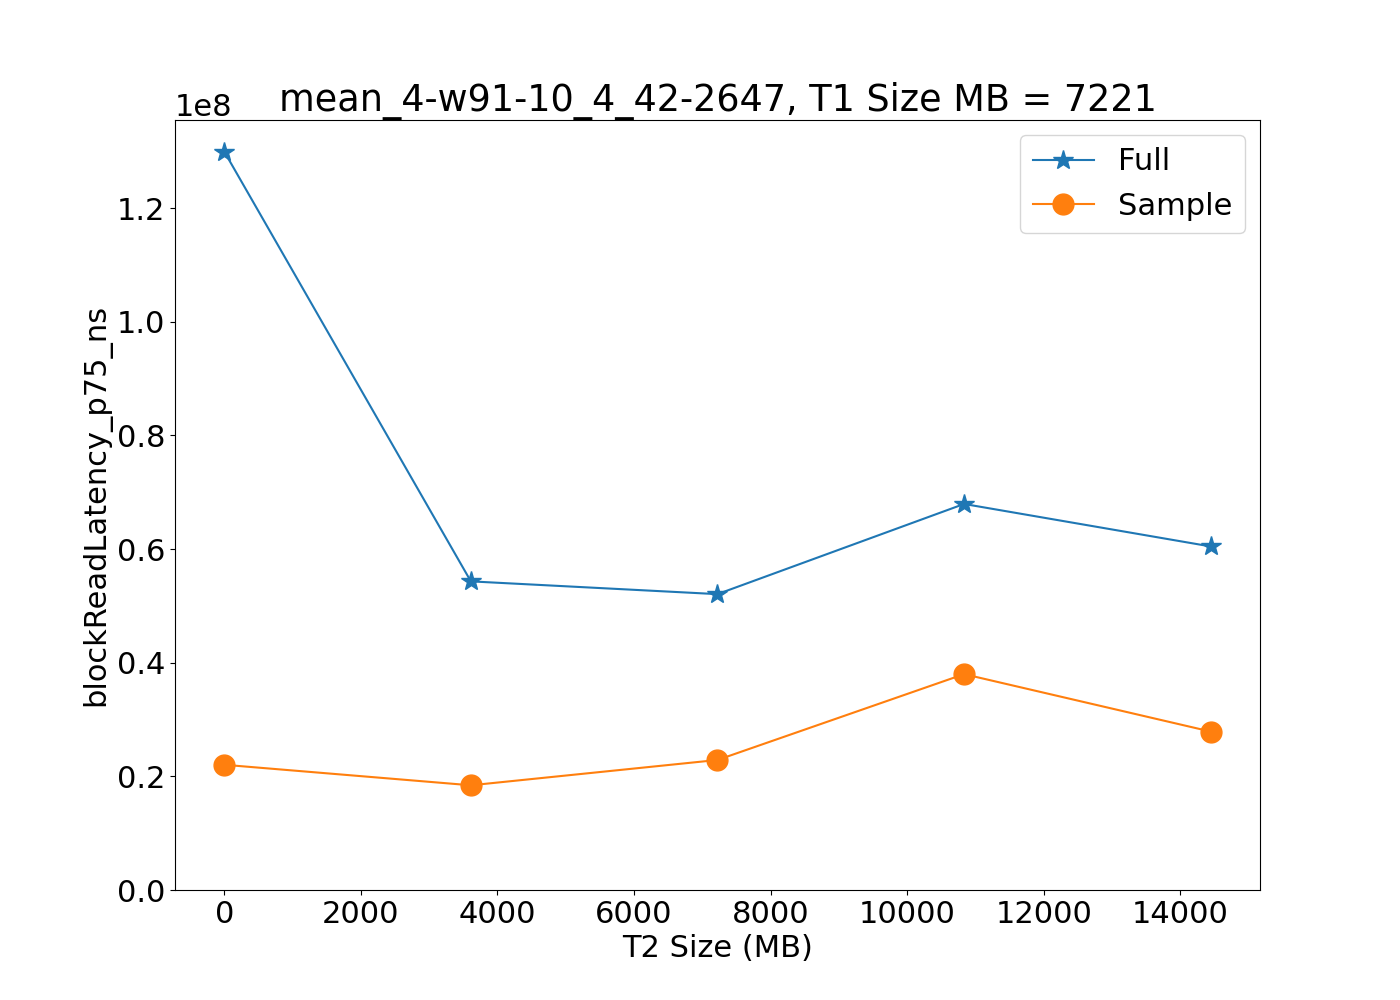 mean_4-w91-10_4_42-2647, T1 Size MB = 7221
1e8
Full
Sample
1.2
1.0
0.8
0.6
0.4
0.2
0.0
blockReadLatency_p75_ns
0 2000 4000 6000 8000 10000 12000 14000
T2 Size (MB)